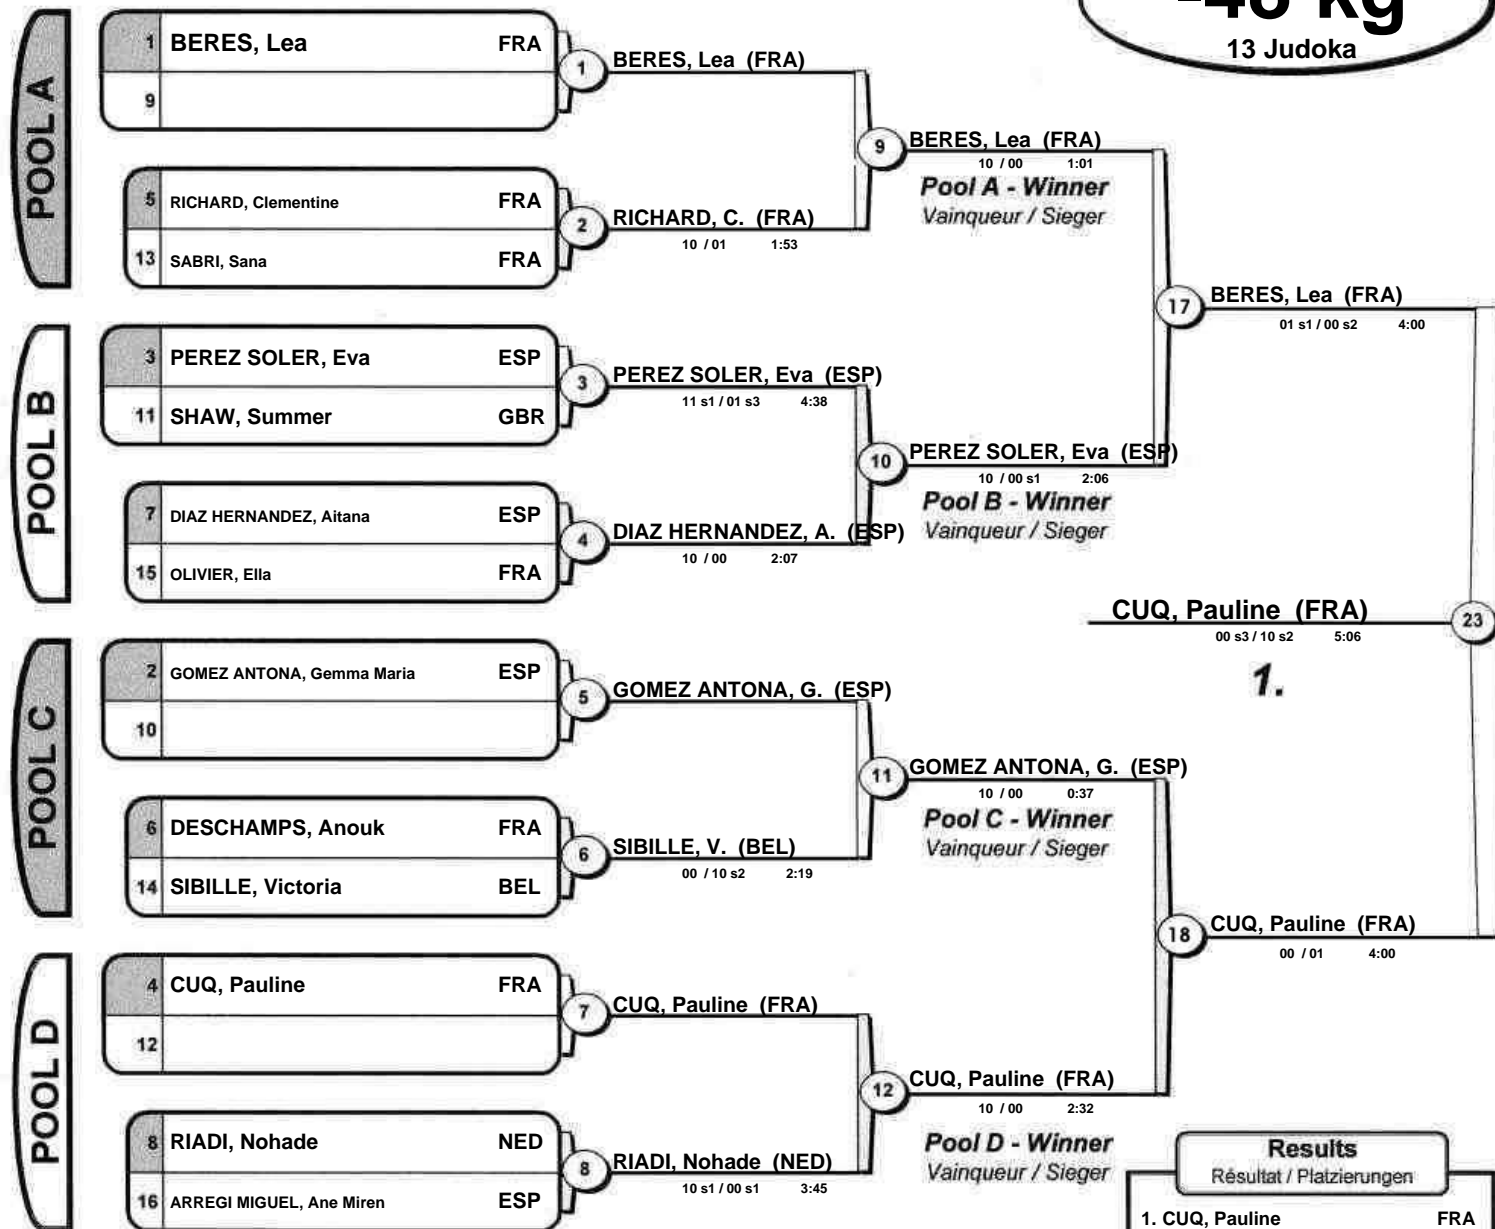 -48 kg
13 Judoka
POOL A
1 BERES, Lea FRA
9
1
BERES, Lea (FRA)
5 RICHARD, Clementine FRA
13 SABRI, Sana FRA
2
RICHARD, C. (FRA)
10 / 01 1:53
9
BERES, Lea (FRA)
10 / 00 1:01
Pool A - Winner
Vainqueur / Sieger
POOL B
3 PEREZ SOLER, Eva ESP
11 SHAW, Summer GBR
3
PEREZ SOLER, Eva (ESP)
11 s1 / 01 s3 4:38
7 DIAZ HERNANDEZ, Aitana ESP
15 OLIVIER, Ella FRA
4
DIAZ HERNANDEZ, A. (ESP)
10 / 00 2:07
10
PEREZ SOLER, Eva (ESP)
10 / 00 s1 2:06
Pool B - Winner
Vainqueur / Sieger
17
BERES, Lea (FRA)
01 s1 / 00 s2 4:00
CUQ, Pauline (FRA)
00 s3 / 10 s2 5:06
1.
23
POOL C
2 GOMEZ ANTONA, Gemma Maria ESP
10
5
GOMEZ ANTONA, G. (ESP)
6 DESCHAMPS, Anouk FRA
14 SIBILLE, Victoria BEL
6
SIBILLE, V. (BEL)
00 / 10 s2 2:19
11
GOMEZ ANTONA, G. (ESP)
10 / 00 0:37
Pool C - Winner
Vainqueur / Sieger
POOL D
4 CUQ, Pauline FRA
12
7
CUQ, Pauline (FRA)
8 RIADI, Nohade NED
16 ARREGI MIGUEL, Ane Miren ESP
8
RIADI, Nohade (NED)
10 s1 / 00 s1 3:45
12
CUQ, Pauline (FRA)
10 / 00 2:32
Pool D - Winner
Vainqueur / Sieger
18
CUQ, Pauline (FRA)
00 / 01 4:00
Results
Résultat / Platzierungen
1. CUQ, Pauline FRA